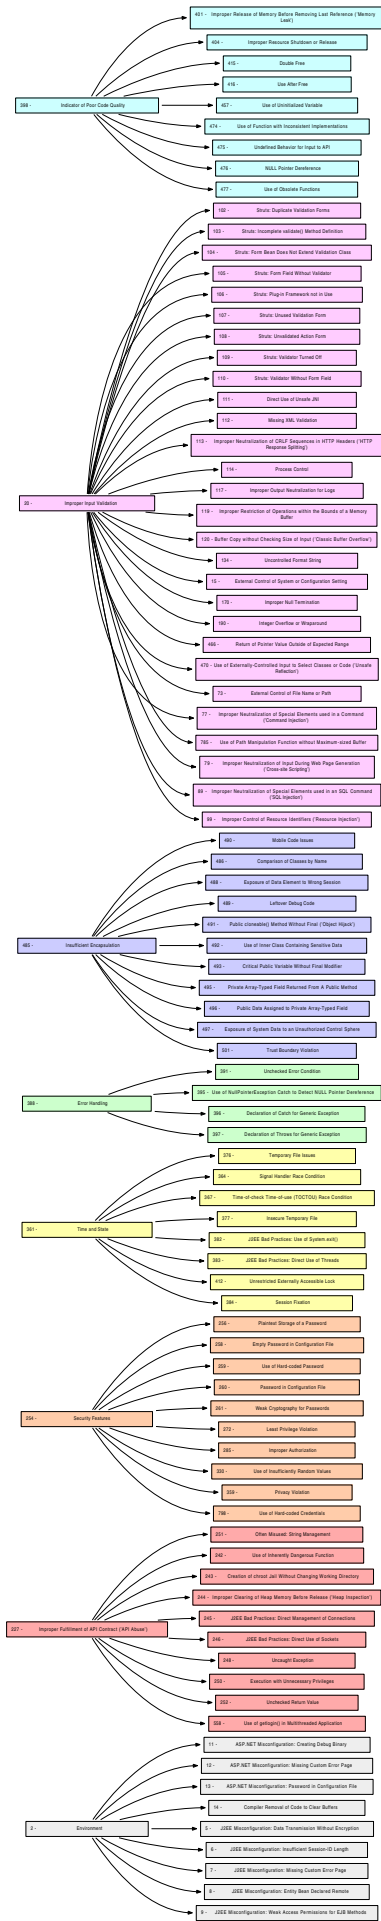 401 - Improper Release of Memory Before Removing Last Reference ('Memory
Leak')
404 - Improper Resource Shutdown or Release
415 - Double Free
416 - Use After Free
398 - Indicator of Poor Code Quality
457 - Use of Uninitialized Variable
474 - Use of Function with Inconsistent Implementations
475 - Undefined Behavior for Input to API
476 - NULL Pointer Dereference
477 - Use of Obsolete Functions
102 - Struts: Duplicate Validation Forms
103 - Struts: Incomplete validate() Method Definition
104 - Struts: Form Bean Does Not Extend Validation Class
105 - Struts: Form Field Without Validator
106 - Struts: Plug-in Framework not in Use
107 - Struts: Unused Validation Form
108 - Struts: Unvalidated Action Form
109 - Struts: Validator Turned Off
110 - Struts: Validator Without Form Field
111 - Direct Use of Unsafe JNI
112 - Missing XML Validation
113 - Improper Neutralization of CRLF Sequences in HTTP Headers ('HTTP
Response Splitting')
114 - Process Control
117 - Improper Output Neutralization for Logs
20 - Improper Input Validation
119 - Improper Restriction of Operations within the Bounds of a Memory
Buffer
120 - Buffer Copy without Checking Size of Input ('Classic Buffer Overflow')
134 - Uncontrolled Format String
15 - External Control of System or Configuration Setting
170 - Improper Null Termination
190 - Integer Overflow or Wraparound
466 - Return of Pointer Value Outside of Expected Range
470 - Use of Externally-Controlled Input to Select Classes or Code ('Unsafe
Reflection')
73 - External Control of File Name or Path
77 - Improper Neutralization of Special Elements used in a Command
('Command Injection')
785 - Use of Path Manipulation Function without Maximum-sized Buffer
79 - Improper Neutralization of Input During Web Page Generation
('Cross-site Scripting')
89 - Improper Neutralization of Special Elements used in an SQL Command
('SQL Injection')
99 - Improper Control of Resource Identifiers ('Resource Injection')
490 - Mobile Code Issues
486 - Comparison of Classes by Name
488 - Exposure of Data Element to Wrong Session
489 - Leftover Debug Code
491 - Public cloneable() Method Without Final ('Object Hijack')
485 - Insufficient Encapsulation
492 - Use of Inner Class Containing Sensitive Data
493 - Critical Public Variable Without Final Modifier
495 - Private Array-Typed Field Returned From A Public Method
496 - Public Data Assigned to Private Array-Typed Field
497 - Exposure of System Data to an Unauthorized Control Sphere
501 - Trust Boundary Violation
391 - Unchecked Error Condition
395 - Use of NullPointerException Catch to Detect NULL Pointer Dereference
388 - Error Handling
396 - Declaration of Catch for Generic Exception
397 - Declaration of Throws for Generic Exception
376 - Temporary File Issues
364 - Signal Handler Race Condition
367 - Time-of-check Time-of-use (TOCTOU) Race Condition
377 - Insecure Temporary File
361 - Time and State
382 - J2EE Bad Practices: Use of System.exit()
383 - J2EE Bad Practices: Direct Use of Threads
412 - Unrestricted Externally Accessible Lock
384 - Session Fixation
256 - Plaintext Storage of a Password
258 - Empty Password in Configuration File
259 - Use of Hard-coded Password
260 - Password in Configuration File
261 - Weak Cryptography for Passwords
254 - Security Features
272 - Least Privilege Violation
285 - Improper Authorization
330 - Use of Insufficiently Random Values
359 - Privacy Violation
798 - Use of Hard-coded Credentials
251 - Often Misused: String Management
242 - Use of Inherently Dangerous Function
243 - Creation of chroot Jail Without Changing Working Directory
244 - Improper Clearing of Heap Memory Before Release ('Heap Inspection')
245 - J2EE Bad Practices: Direct Management of Connections
227 - Improper Fulfillment of API Contract ('API Abuse')
246 - J2EE Bad Practices: Direct Use of Sockets
248 - Uncaught Exception
250 - Execution with Unnecessary Privileges
252 - Unchecked Return Value
558 - Use of getlogin() in Multithreaded Application
11 - ASP.NET Misconfiguration: Creating Debug Binary
12 - ASP.NET Misconfiguration: Missing Custom Error Page
13 - ASP.NET Misconfiguration: Password in Configuration File
14 - Compiler Removal of Code to Clear Buffers
2 - Environment
5 - J2EE Misconfiguration: Data Transmission Without Encryption
6 - J2EE Misconfiguration: Insufficient Session-ID Length
7 - J2EE Misconfiguration: Missing Custom Error Page
8 - J2EE Misconfiguration: Entity Bean Declared Remote
9 - J2EE Misconfiguration: Weak Access Permissions for EJB Methods